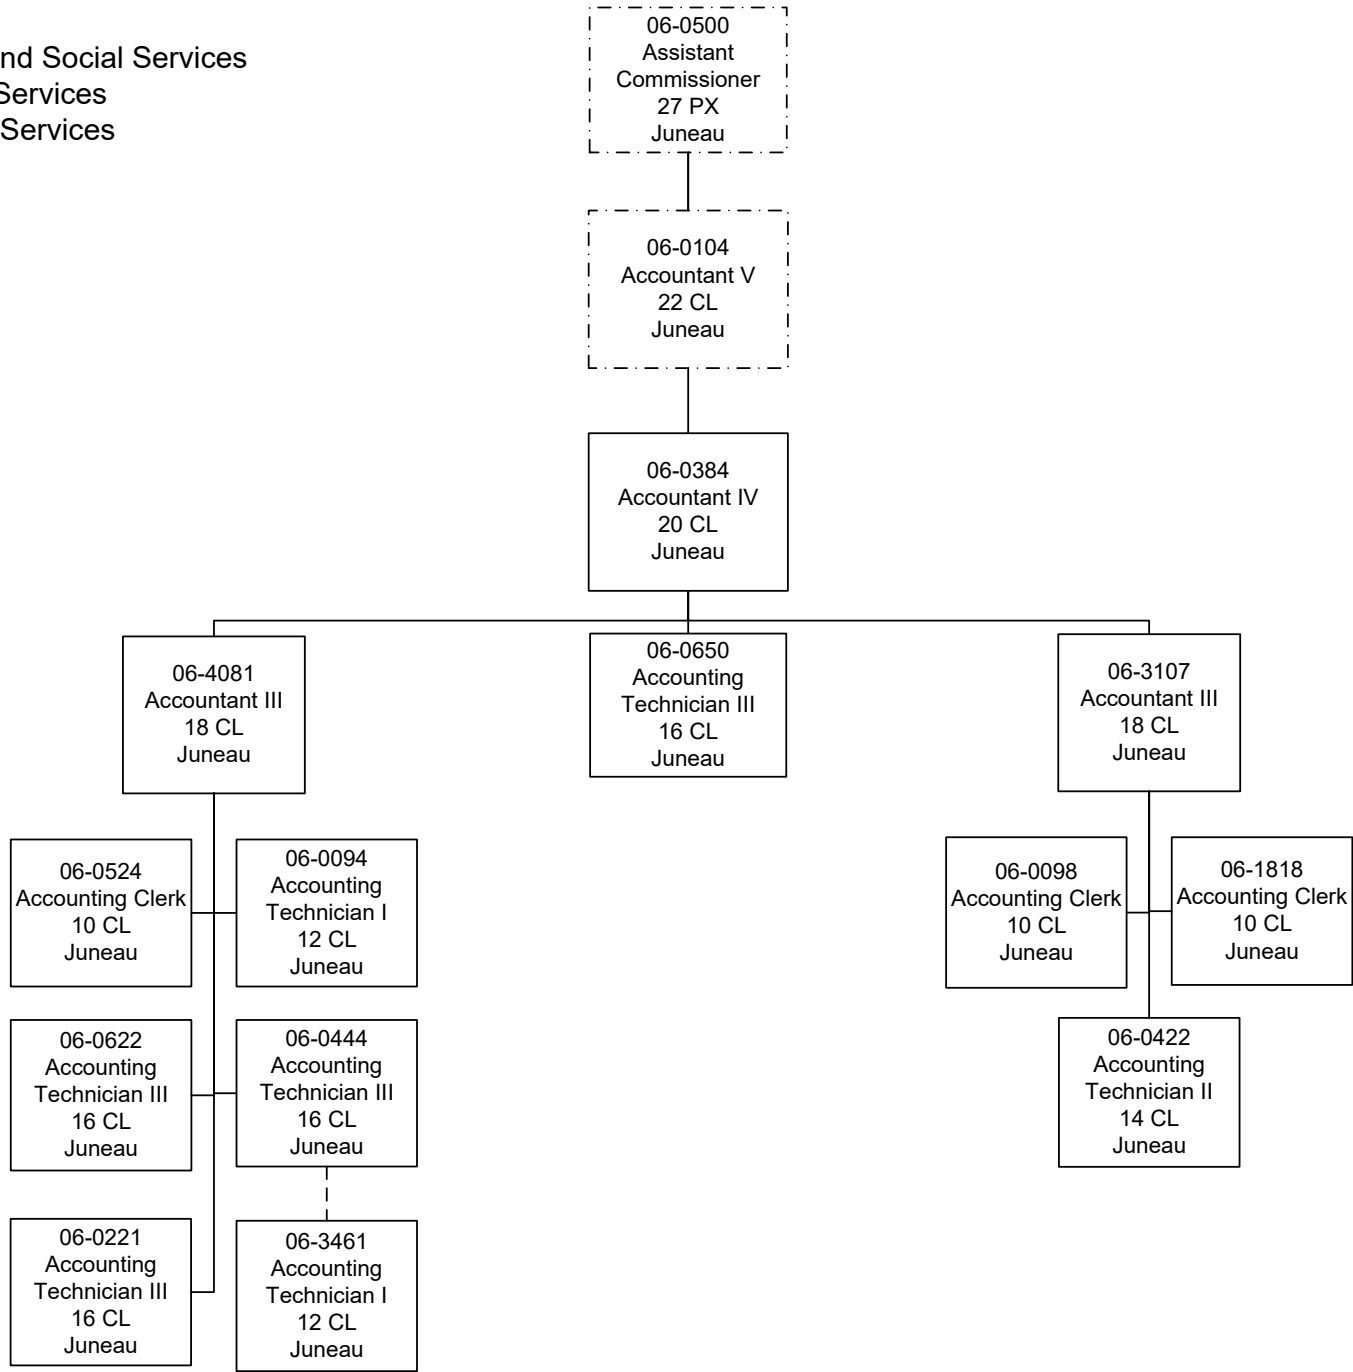 nd Social Services
Services
Services
06-0500
Assistant
Commissioner
27 PX
Juneau
06-0104
Accountant V
22 CL
Juneau
06-0384
Accountant IV
20 CL
Juneau
06-4081
Accountant III
18 CL
Juneau
06-0650
Accounting
Technician III
16 CL
Juneau
06-3107
Accountant III
18 CL
Juneau
06-0524
Accounting Clerk
10 CL
Juneau
06-0094
Accounting
Technician I
12 CL
Juneau
06-0098
Accounting Clerk
10 CL
Juneau
06-1818
Accounting Clerk
10 CL
Juneau
06-0622
Accounting
Technician III
16 CL
Juneau
06-0444
Accounting
Technician III
16 CL
Juneau
06-0422
Accounting
Technician II
14 CL
Juneau
06-0221
Accounting
Technician III
16 CL
Juneau
06-3461
Accounting
Technician I
12 CL
Juneau